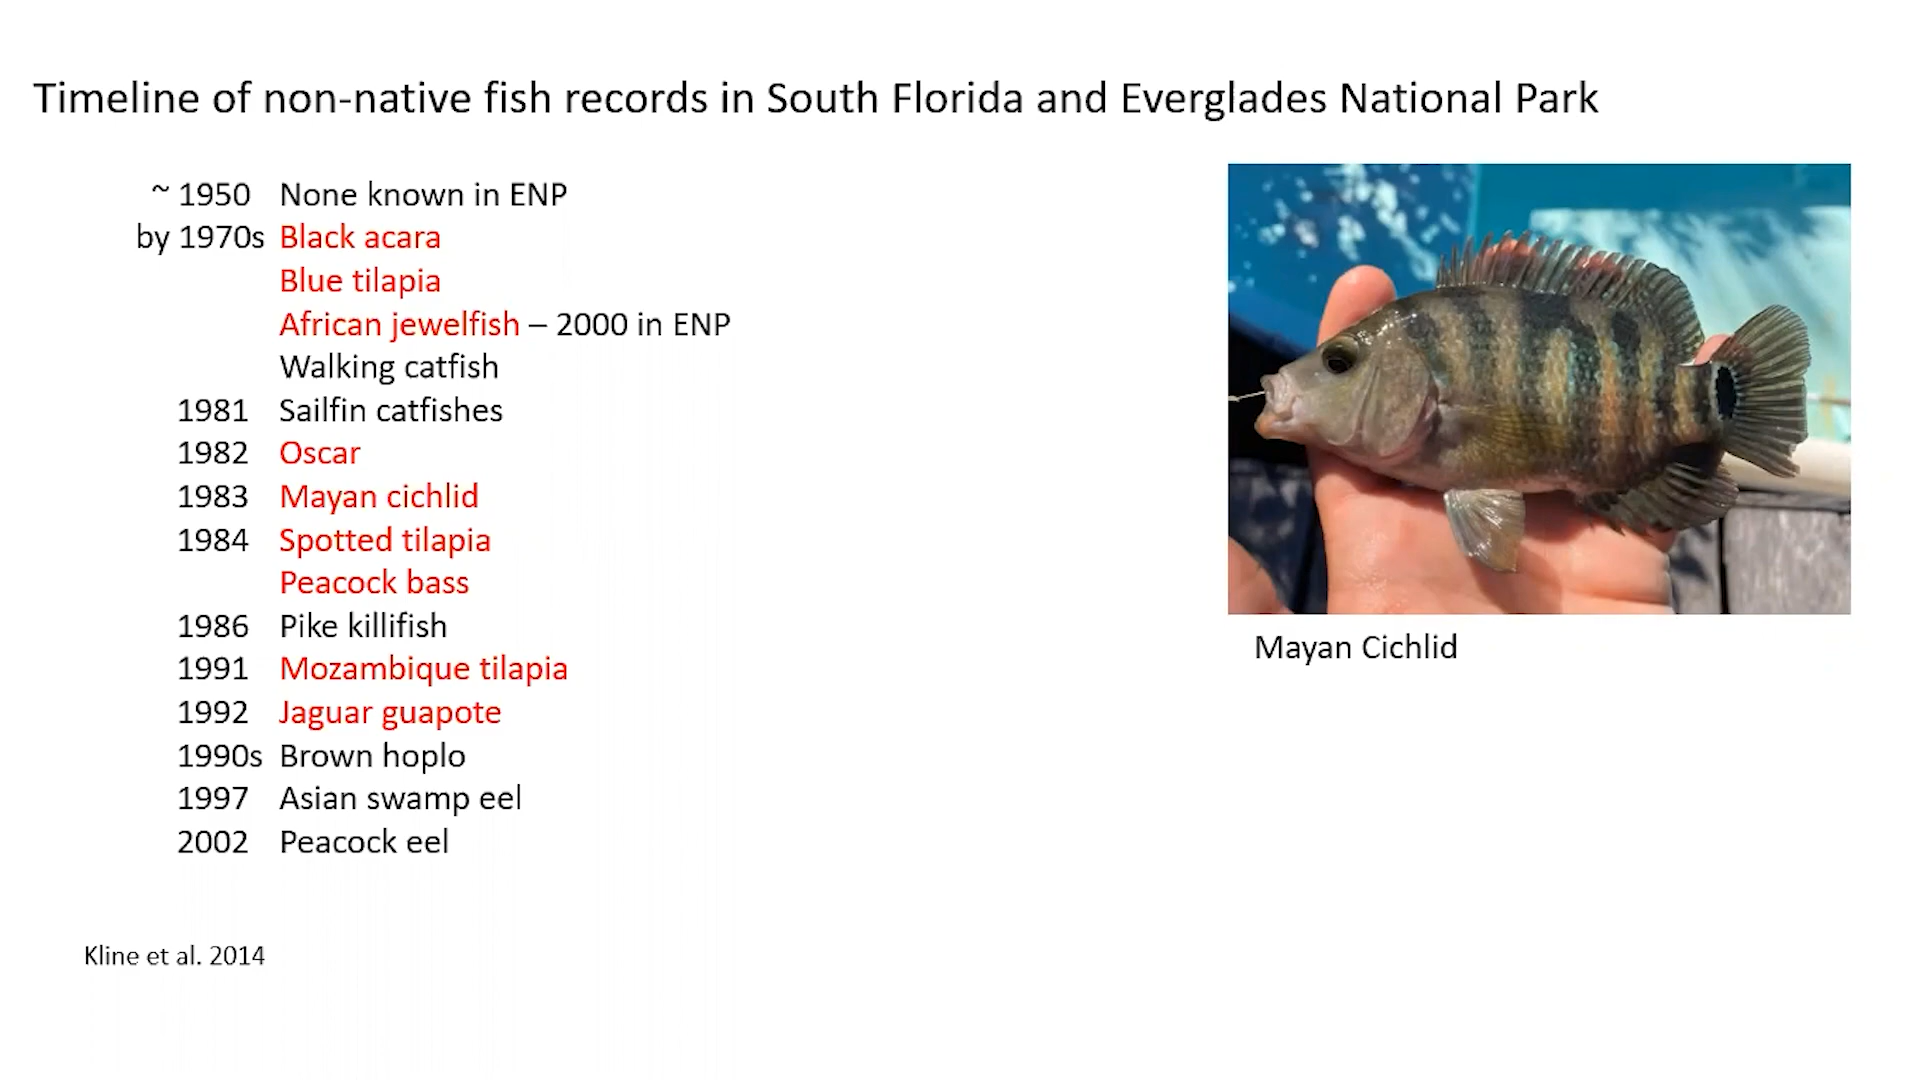 Timeline of non-native fish records in South Florida and Everglades National Park
~ 1950 None known in ENP
by 1970s Black acara
Blue tilapia
African jewelfish – 2000 in ENP
Walking catfish
1981 Sailfin catfishes
1982 Oscar
1983 Mayan cichlid
1984 Spotted tilapia
Peacock bass
1986 Pike killifish
1991 Mozambique tilapia
1992 Jaguar guapote
1990s Brown hoplo
1997 Asian swamp eel
2002 Peacock eel
Mayan Cichlid
Kline et al. 2014